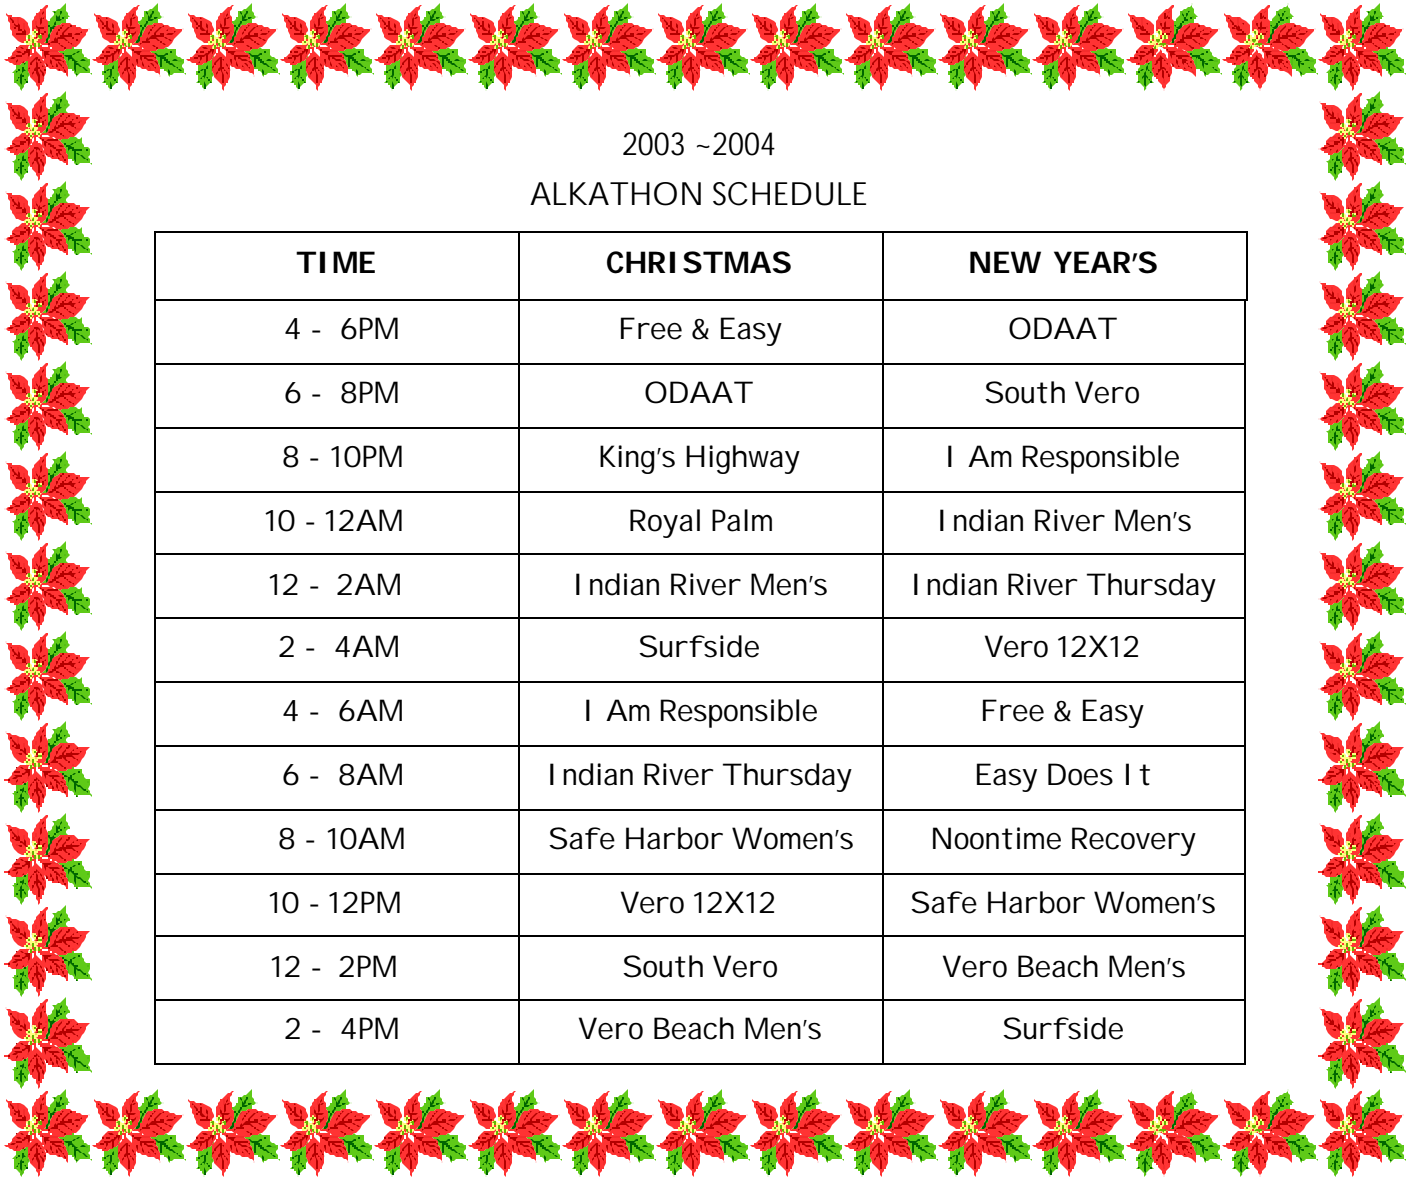 2003 ~2004
ALKATHON SCHEDULE
TIME CHRISTMAS NEW YEAR'S
4 - 6PM Free & Easy ODAAT
6 - 8PM ODAAT South Vero
8 - 10PM King's Highway I Am Responsible
10 - 12AM Royal Palm Indian River Men's
12 - 2AM Indian River Men's Indian River Thursday
2 - 4AM Surfside Vero 12X12
4 - 6AM I Am Responsible Free & Easy
6 - 8AM Indian River Thursday Easy Does It
8 - 10AM Safe Harbor Women's Noontime Recovery
10 - 12PM Vero 12X12 Safe Harbor Women's
12 - 2PM South Vero Vero Beach Men's
2 - 4PM Vero Beach Men's Surfside